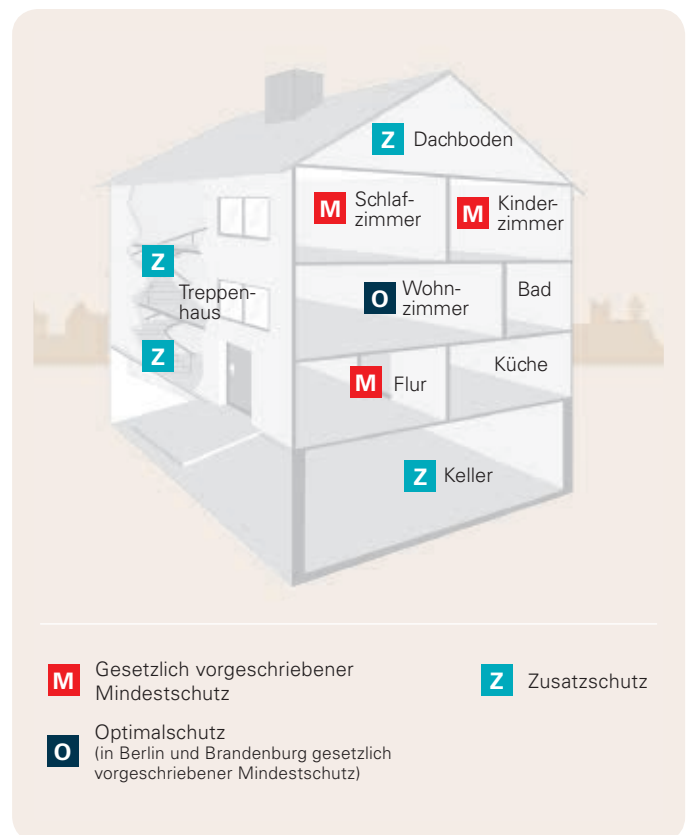 Z Dachboden
M Schlaf-
zimmer
M Kinder-
zimmer
Z
Treppen-
haus
Z
O Wohn-
zimmer
Bad
M Flur
Küche
Z Keller
M Gesetzlich vorgeschriebener
Mindestschutz
O Optimalschutz
(in Berlin und Brandenburg gesetzlich
vorgeschriebener Mindestschutz)
Z Zusatzschutz